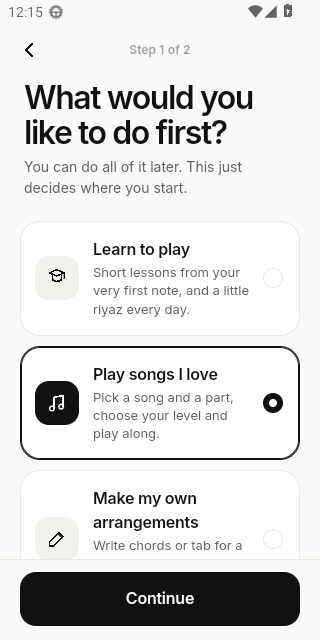 12:15
Step 1 of 2
What would you
like to do first?
You can do all of it later. This just
decides where you start.
Learn to play
Short lessons from your
very first note, and a little
riyaz every day.
Play songs I love
Pick a song and a part,
choose your level and
play along.
Make my own
arrangements
Write chords or tab for a
Continue